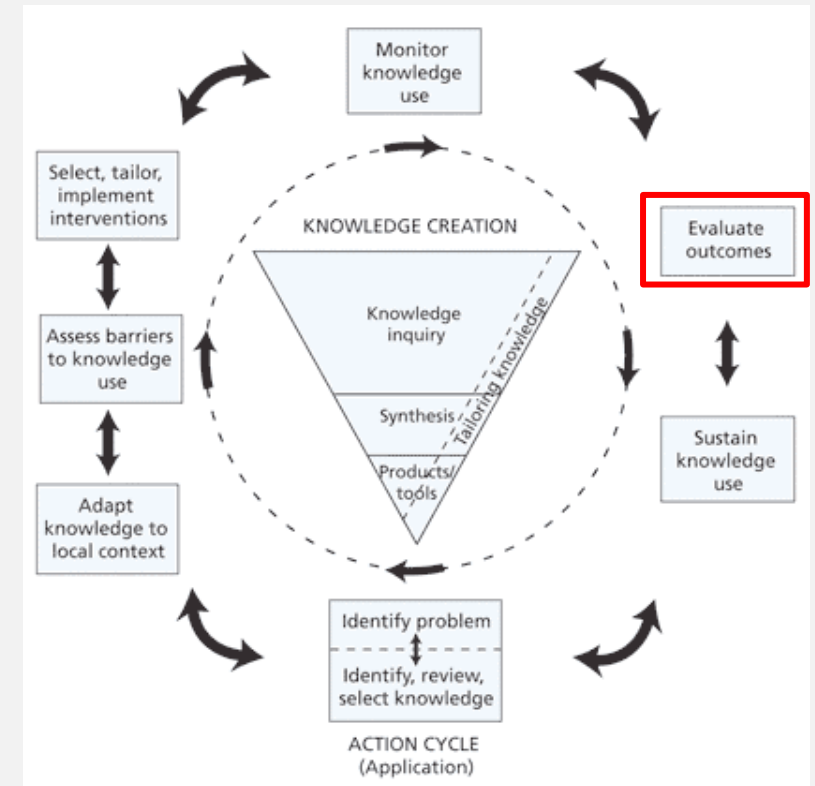 Monitor
knowledge
use
Select, tailor,
implement
interventions
Evaluate
outcomes
KNOWLEDGE CREATION
Knowledge
inquiry
Tailoring knowledge
Assess barriers
to knowledge
use
Synthesis
Products/
tools
Sustain
knowledge
use
Adapt
knowledge to
local context
Identify problem
Identify, review,
select knowledge
ACTION CYCLE
(Application)